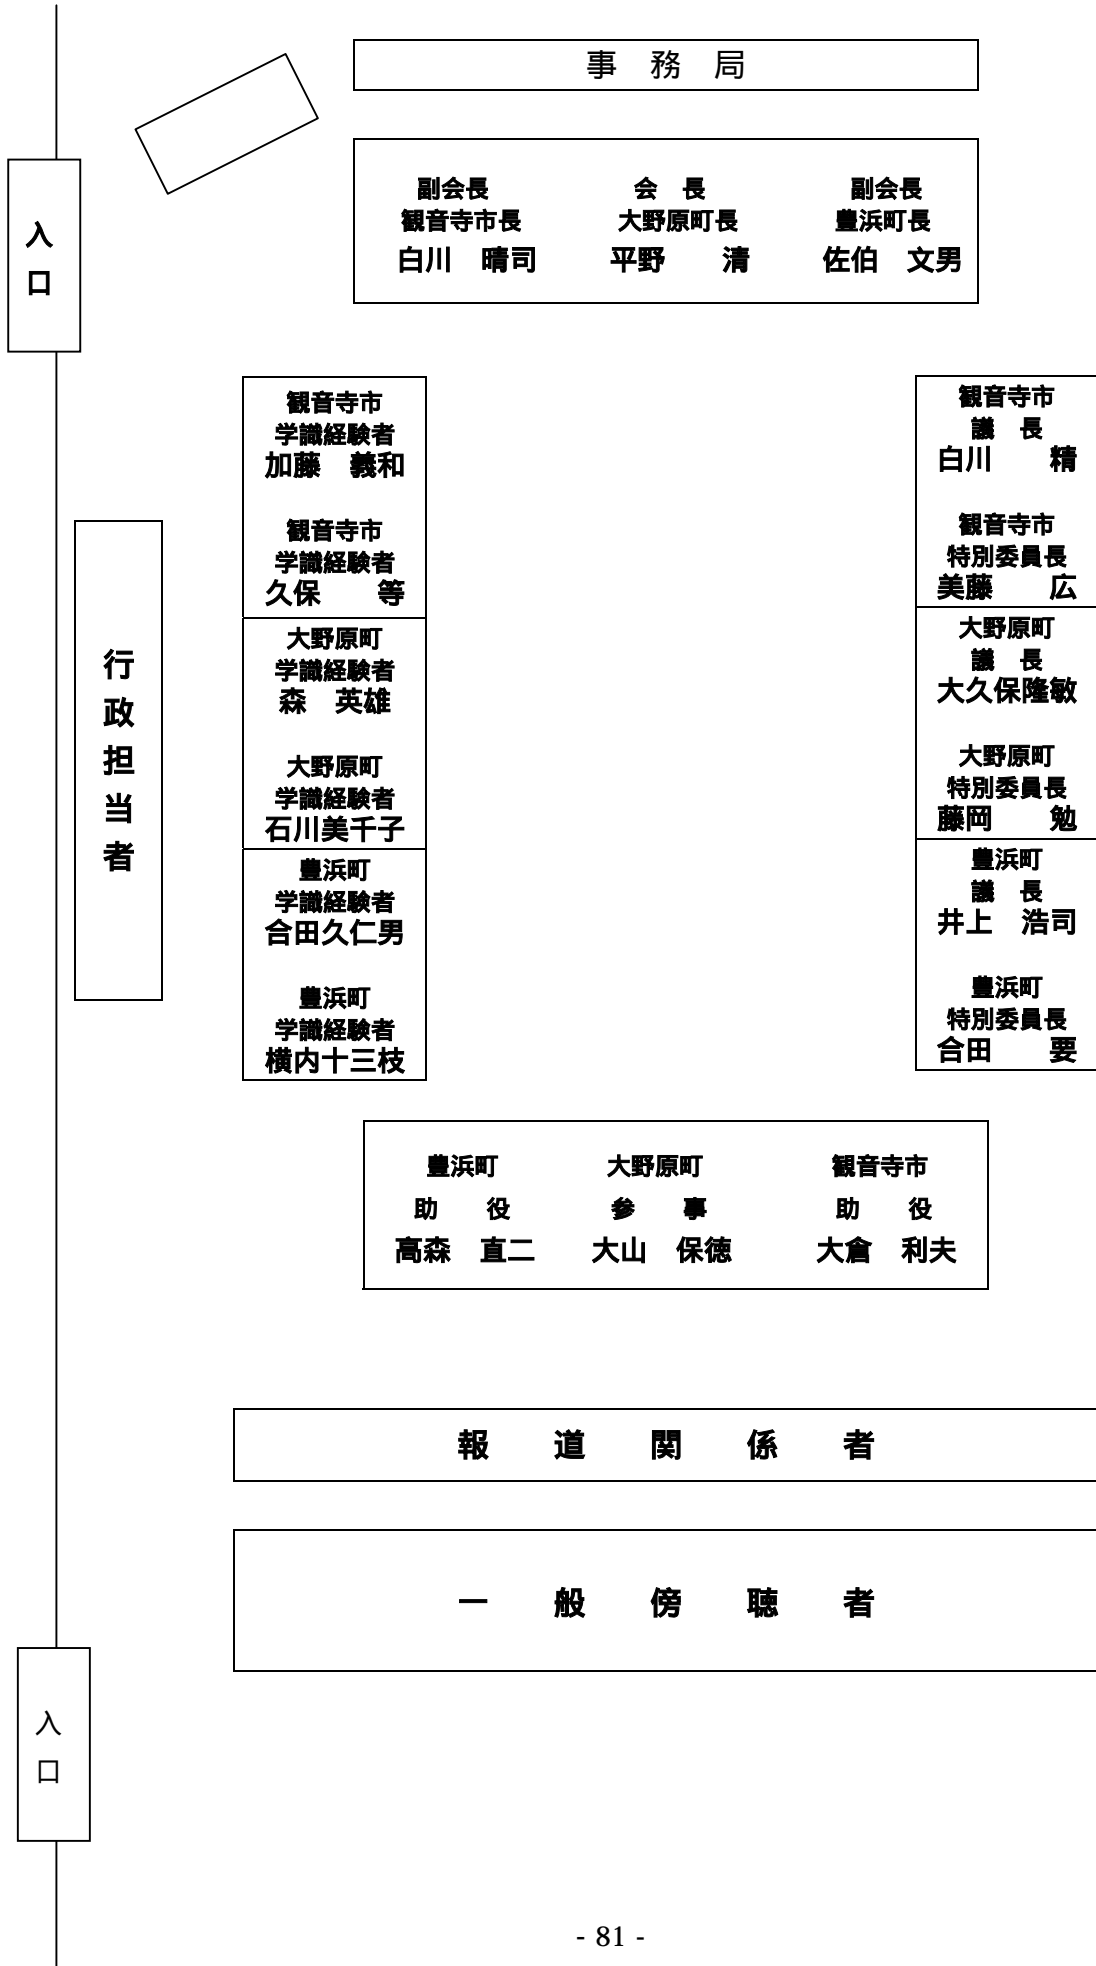 事　務　局
副会長　会　長　副会長
観音寺市長　大野原町長　豊浜町長
白川　晴司　平野　　清　佐伯　文男
入
口
観音寺市
学識経験者
加藤　義和
観音寺市
学識経験者
久保　　等
大野原町
学識経験者
森　英雄
大野原町
学識経験者
石川美千子
豊浜町
学識経験者
合田久仁男
豊浜町
学識経験者
横内十三枝
観音寺市
議　長
白川　　精
観音寺市
特別委員長
美藤　　広
大野原町
議　長
大久保隆敏
大野原町
特別委員長
藤岡　　勉
豊浜町
議　長
井上　浩司
豊浜町
特別委員長
合田　　要
行
政
担
当
者
豊浜町　大野原町　観音寺市
助　　役　参　　事　助　　役
高森　直二　大山　保徳　大倉　利夫
報　道　関　係　者
一　般　傍　聴　者
入
口
- 81 -